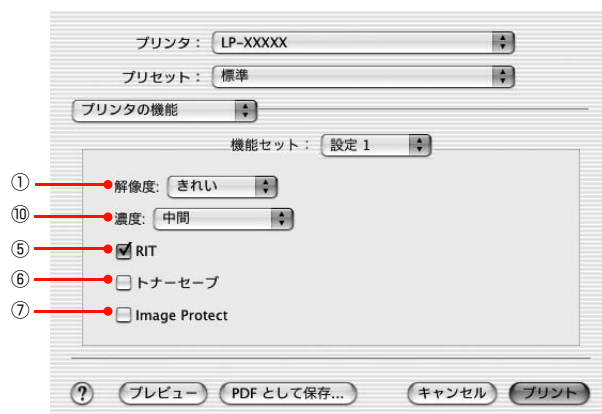 プリンタ： LP-XXXXX
プリセット： 標準
プリンタの機能
機能セット： 設定 1
① 解像度: きれい
⑩ 濃度: 中間
⑤ RIT
⑥ トナーセーブ
⑦ Image Protect
? プレビュー PDF として保存... キャンセル プリント